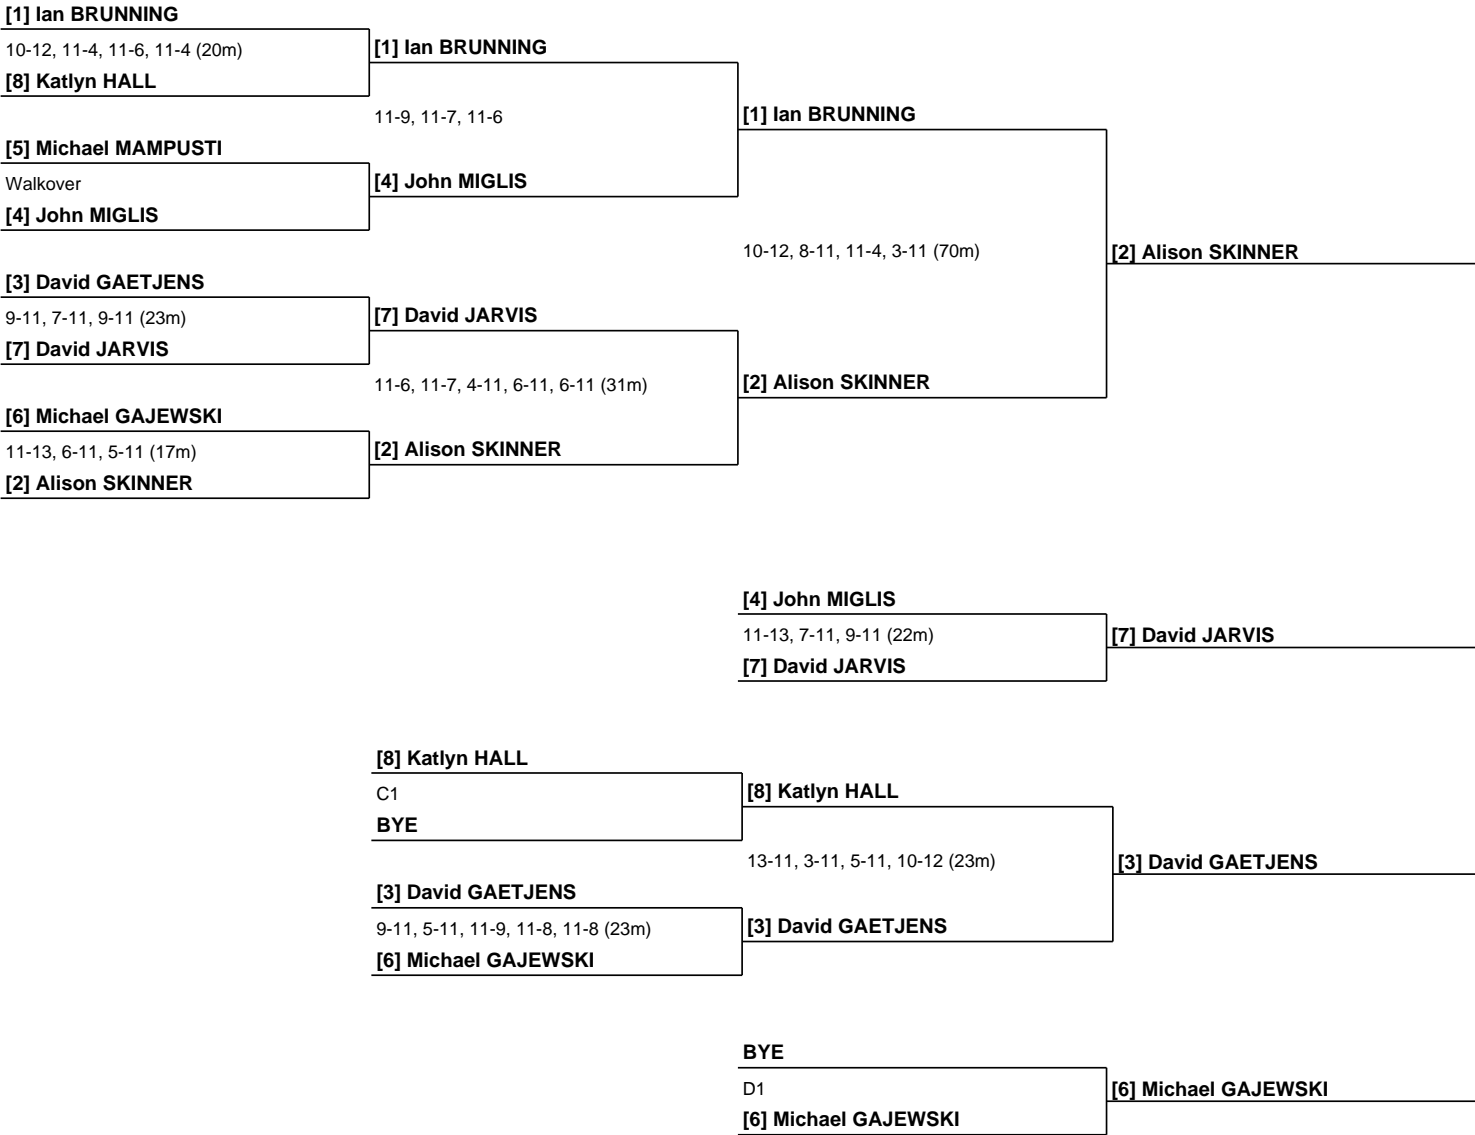 [1] Ian BRUNNING
10-12, 11-4, 11-6, 11-4 (20m)
[1] Ian BRUNNING
[8] Katlyn HALL
11-9, 11-7, 11-6
[1] Ian BRUNNING
[5] Michael MAMPUSTI
Walkover
[4] John MIGLIS
[4] John MIGLIS
10-12, 8-11, 11-4, 3-11 (70m)
[2] Alison SKINNER
[3] David GAETJENS
9-11, 7-11, 9-11 (23m)
[7] David JARVIS
[7] David JARVIS
11-6, 11-7, 4-11, 6-11, 6-11 (31m)
[2] Alison SKINNER
[6] Michael GAJEWSKI
11-13, 6-11, 5-11 (17m)
[2] Alison SKINNER
[2] Alison SKINNER
[4] John MIGLIS
11-13, 7-11, 9-11 (22m)
[7] David JARVIS
[7] David JARVIS
[8] Katlyn HALL
C1
[8] Katlyn HALL
BYE
13-11, 3-11, 5-11, 10-12 (23m)
[3] David GAETJENS
[3] David GAETJENS
9-11, 5-11, 11-9, 11-8, 11-8 (23m)
[3] David GAETJENS
[6] Michael GAJEWSKI
BYE
D1
[6] Michael GAJEWSKI
[6] Michael GAJEWSKI